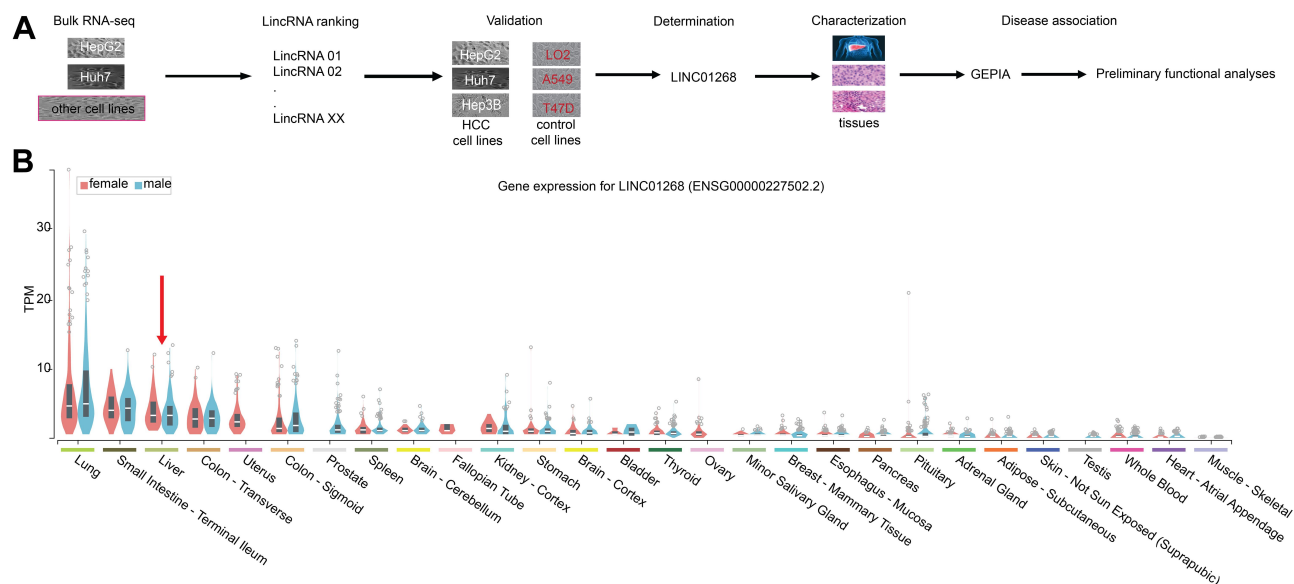 A
Bulk RNA-seq
HepG2
Huh7
other cell lines
LincRNA ranking
LincRNA 01
LincRNA 02
.
.
LincRNA XX
Validation
HepG2
Huh7
Hep3B
HCC
cell lines
LO2
A549
T47D
control
cell lines
Determination
LINC01268
Characterization
tissues
Disease association
GEPIA
Preliminary functional analyses
B
female male
Gene expression for LINC01268 (ENSG00000227502.2)
TPM
30
20
10
Lung
Small Intestine - Terminal Ileum
Liver
Colon - Transverse
Uterus
Colon - Sigmoid
Prostate
Spleen
Brain - Cerebellum
Fallopian Tube
Kidney - Cortex
Stomach
Brain - Cortex
Bladder
Thyroid
Ovary
Minor Salivary Gland
Breast - Mammary Tissue
Esophagus - Mucosa
Pancreas
Pituitary
Adrenal Gland
Adipose - Subcutaneous
Skin - Not Sun Exposed (Suprapubic)
Testis
Whole Blood
Heart - Atrial Appendage
Muscle - Skeletal